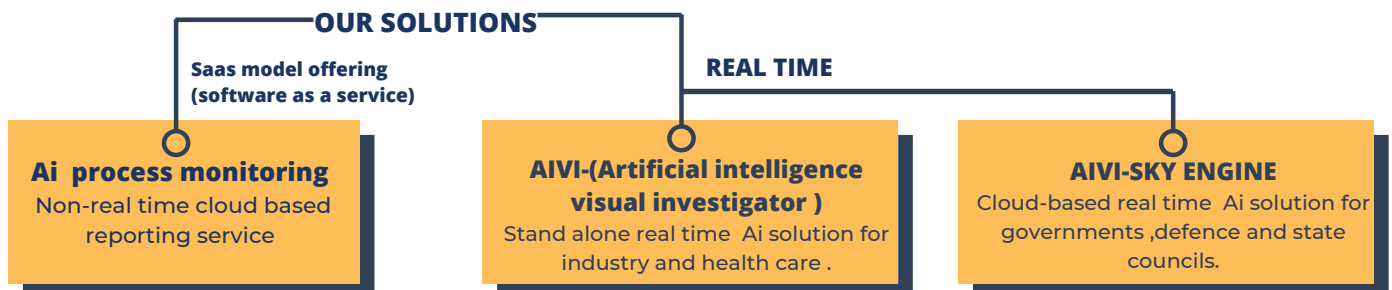 OUR SOLUTIONS
Saas model offering
(software as a service)
REAL TIME
Ai process monitoring
Non-real time cloud based
reporting service
AIVI-(Artificial intelligence
visual investigator )
Stand alone real time Ai solution for
industry and health care .
AIVI-SKY ENGINE
Cloud-based real time Ai solution for
governments ,defence and state
councils.